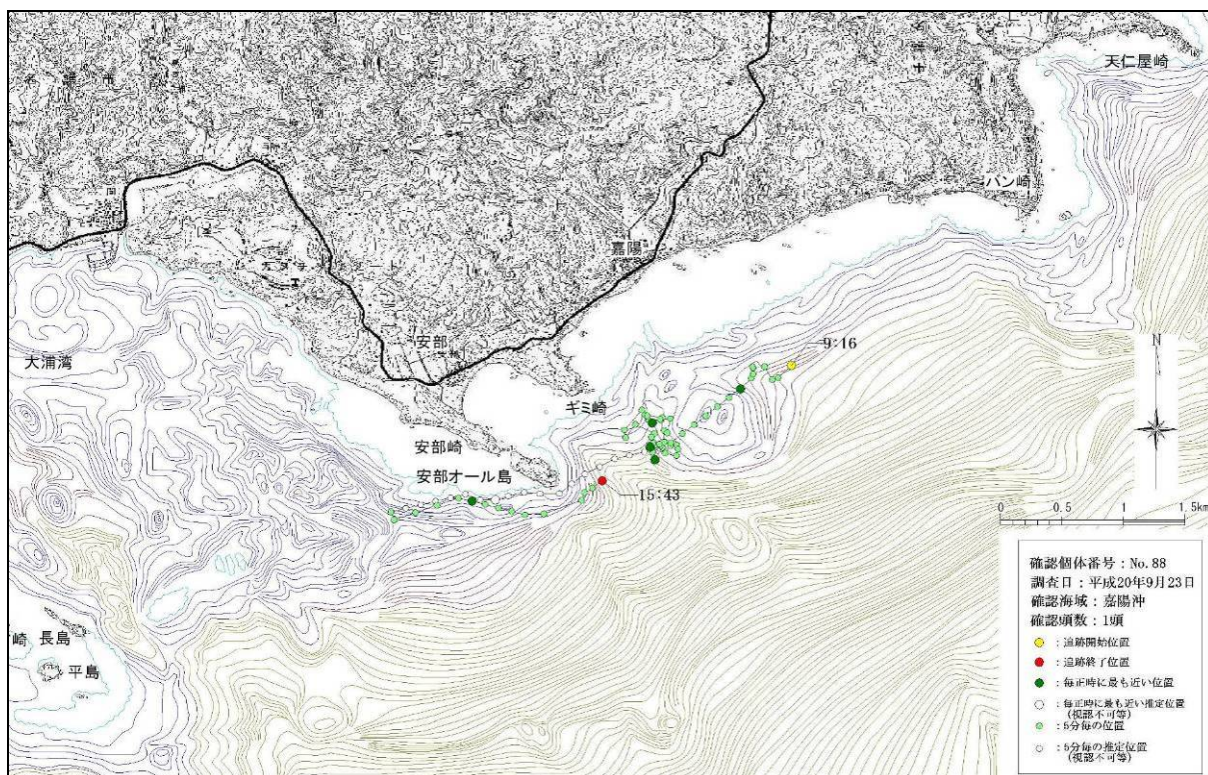 天仁屋崎
バン崎
嘉陽
9:16
安部
大浦湾
N
ギミ崎
安部崎
安部オール島
15:43
0 0.5 1 1.5km
確認個体番号：No. 88
調査日：平成20年9月23日
確認海域：嘉陽沖
確認頭数：1頭
：追跡開始位置
：追跡終了位置
：毎正時に最も近い位置
：毎正時に最も近い推定位置
(視認不可等)
：5分毎の位置
：5分毎の推定位置
(視認不可等)
崎
長島
平島